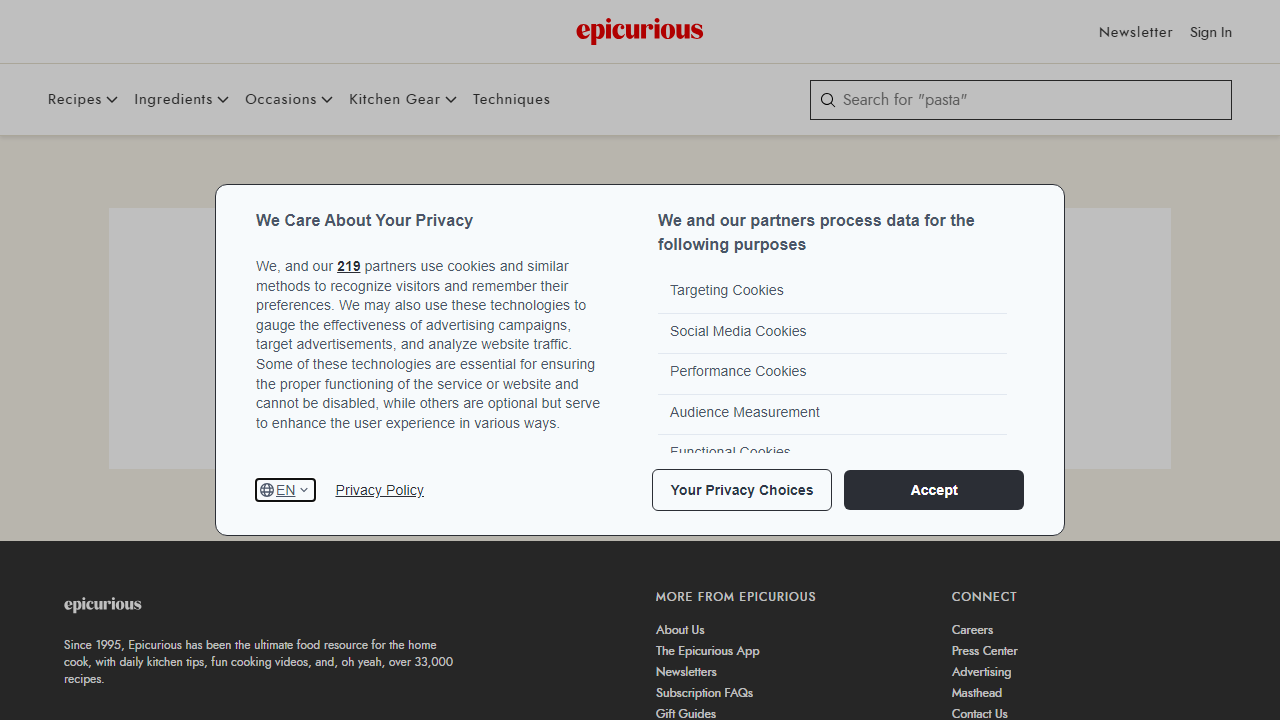 epicurious
Newsletter
Sign In
Recipes
Ingredients
Occasions
Kitchen Gear
Techniques
Search for "pasta"
We Care About Your Privacy
We, and our 219 partners use cookies and similar
methods to recognize visitors and remember their
preferences. We may also use these technologies to
gauge the effectiveness of advertising campaigns,
target advertisements, and analyze website traffic.
Some of these technologies are essential for ensuring
the proper functioning of the service or website and
cannot be disabled, while others are optional but serve
to enhance the user experience in various ways.
We and our partners process data for the
following purposes
Targeting Cookies
Social Media Cookies
Performance Cookies
Audience Measurement
Functional Cookies
EN
Privacy Policy
Your Privacy Choices
Accept
epicurious
Since 1995, Epicurious has been the ultimate food resource for the home
cook, with daily kitchen tips, fun cooking videos, and, oh yeah, over 33,000
recipes.
MORE FROM EPICURIOUS
About Us
The Epicurious App
Newsletters
Subscription FAQs
Gift Guides
CONNECT
Careers
Press Center
Advertising
Masthead
Contact Us